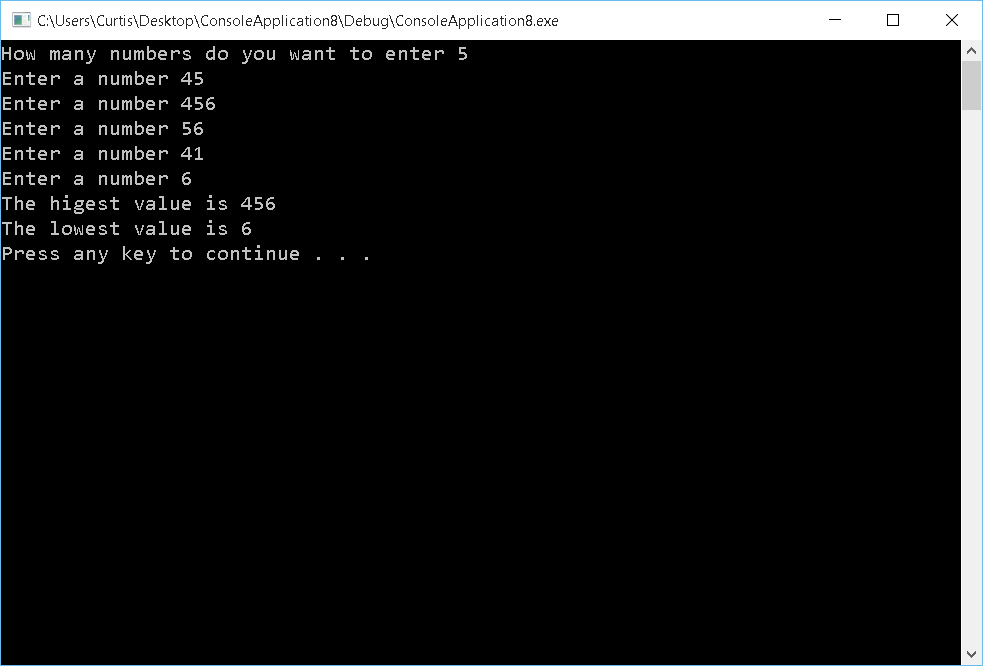 C:\Users\Curtis\Desktop\ConsoleApplication8\Debug\ConsoleApplication8.exe
How many numbers do you want to enter 5
Enter a number 45
Enter a number 456
Enter a number 56
Enter a number 41
Enter a number 6
The higest value is 456
The lowest value is 6
Press any key to continue . . .